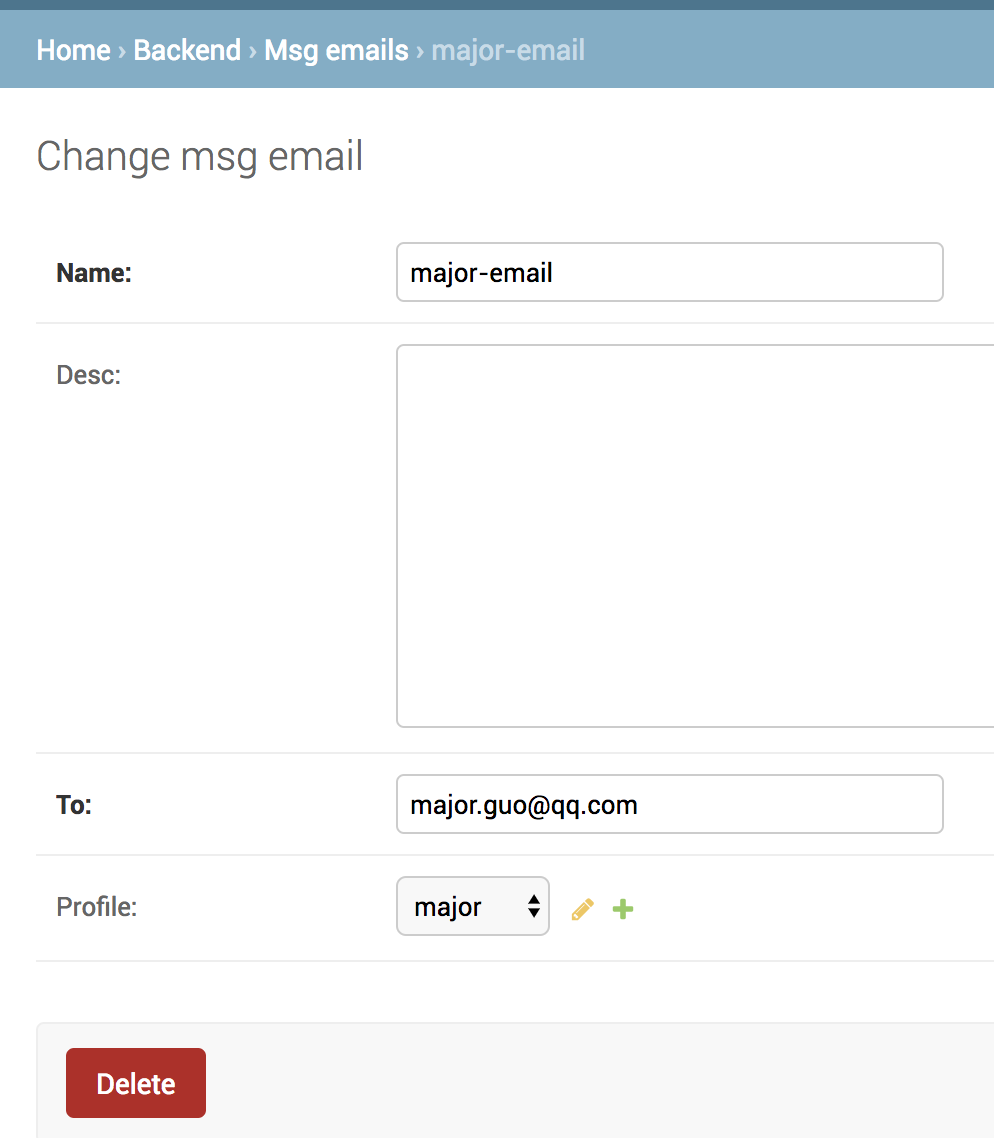 Home › Backend › Msg emails › major-email
Change msg email
Name:
major-email
Desc:
To:
major.guo@qq.com
Profile:
major
Delete